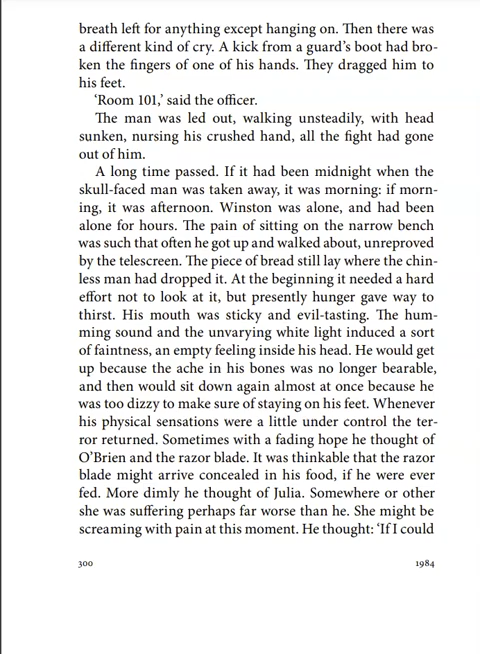 breath left for anything except hanging on. Then there was
a different kind of cry. A kick from a guard’s boot had bro-
ken the fingers of one of his hands. They dragged him to
his feet.
‘Room 101,’ said the officer.
The man was led out, walking unsteadily, with head
sunken, nursing his crushed hand, all the fight had gone
out of him.
A long time passed. If it had been midnight when the
skull-faced man was taken away, it was morning: if morn-
ing, it was afternoon. Winston was alone, and had been
alone for hours. The pain of sitting on the narrow bench
was such that often he got up and walked about, unreproved
by the telescreen. The piece of bread still lay where the chin-
less man had dropped it. At the beginning it needed a hard
effort not to look at it, but presently hunger gave way to
thirst. His mouth was sticky and evil-tasting. The hum-
ming sound and the unvarying white light induced a sort
of faintness, an empty feeling inside his head. He would get
up because the ache in his bones was no longer bearable,
and then would sit down again almost at once because he
was too dizzy to make sure of staying on his feet. Whenever
his physical sensations were a little under control the ter-
ror returned. Sometimes with a fading hope he thought of
O’Brien and the razor blade. It was thinkable that the razor
blade might arrive concealed in his food, if he were ever
fed. More dimly he thought of Julia. Somewhere or other
she was suffering perhaps far worse than he. She might be
screaming with pain at this moment. He thought: ‘If I could
300 1984